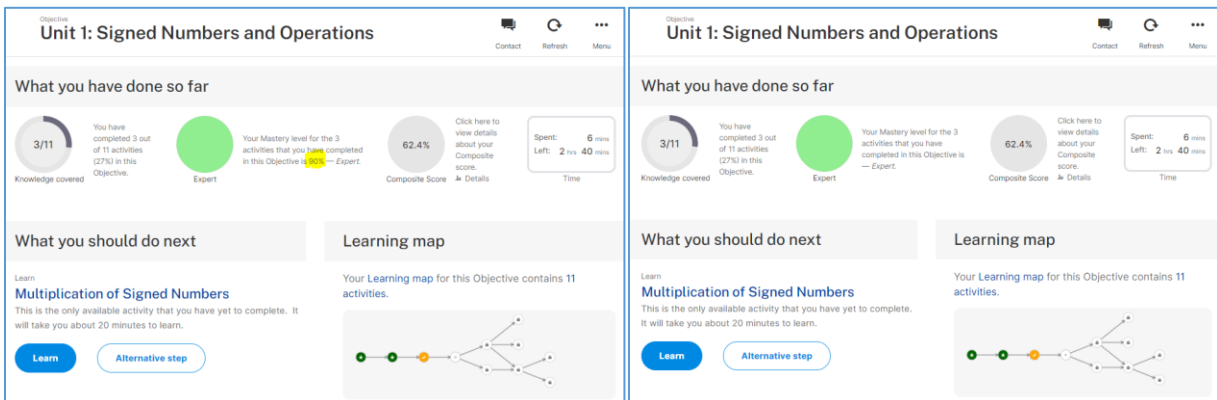 Objective
Unit 1: Signed Numbers and Operations
Contact
Refresh
Menu
What you have done so far
3/11
Knowledge covered
You have
completed 3 out
of 11 activities
(27%) in this
Objective.
Expert
Your Mastery level for the 3
activities that you have completed
in this Objective is 90% — Expert.
62.4%
Composite Score
Click here to
view details
about your
Composite
score.
Details
Spent: 6 mins
Left: 2 hrs 40 mins
Time
What you should do next
Learn
Multiplication of Signed Numbers
This is the only available activity that you have yet to complete. It
will take you about 20 minutes to learn.
Learn
Alternative step
Learning map
Your Learning map for this Objective contains 11
activities.
Objective
Unit 1: Signed Numbers and Operations
Contact
Refresh
Menu
What you have done so far
3/11
Knowledge covered
You have
completed 3 out
of 11 activities
(27%) in this
Objective.
Expert
Your Mastery level for the 3
activities that you have
completed in this Objective is
— Expert.
62.4%
Composite Score
Click here to
view details
about your
Composite
score.
Details
Spent: 6 mins
Left: 2 hrs 40 mins
Time
What you should do next
Learn
Multiplication of Signed Numbers
This is the only available activity that you have yet to complete.
It will take you about 20 minutes to learn.
Learn
Alternative step
Learning map
Your Learning map for this Objective contains 11
activities.